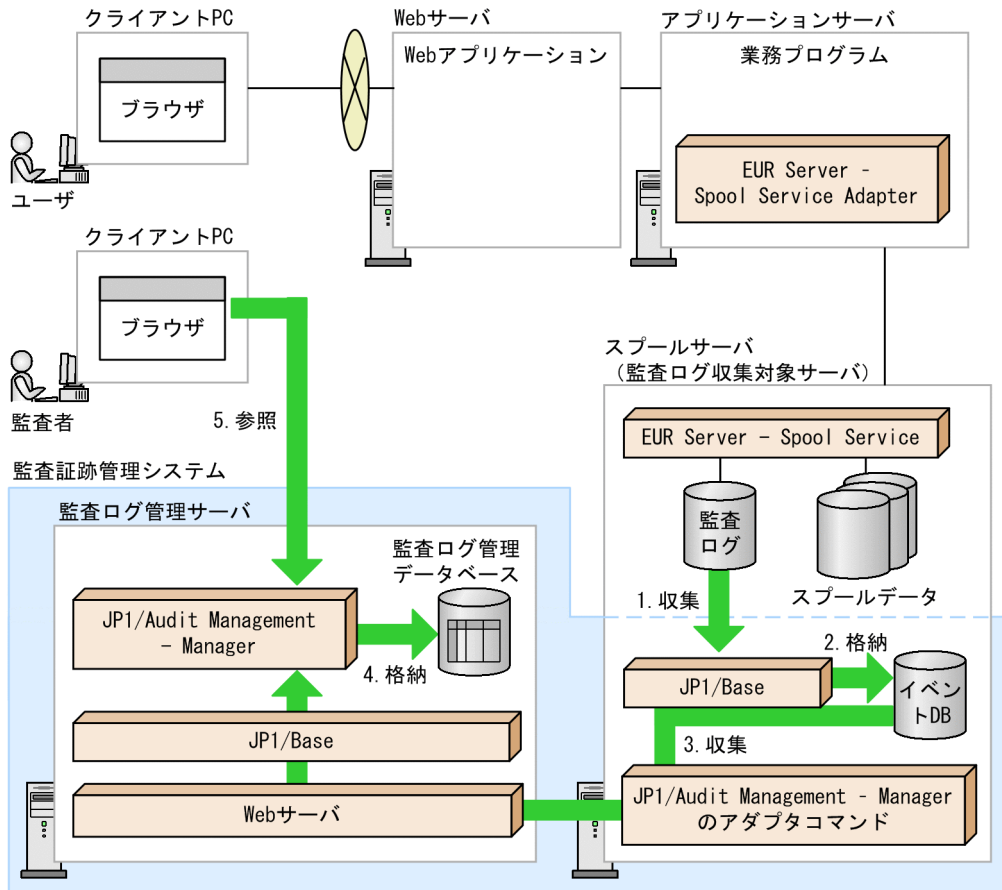 クライアントPC
ブラウザ
ユーザ
Webサーバ
Webアプリケーション
アプリケーションサーバ
業務プログラム
EUR Server -
Spool Service Adapter
クライアントPC
ブラウザ
監査者
5. 参照
スプールサーバ
（監査ログ収集対象サーバ）
EUR Server − Spool Service
監査
ログ
スプールデータ
1. 収集
2. 格納
JP1/Base
イベン
トDB
3. 収集
JP1/Audit Management - Manager
のアダプタコマンド
監査証跡管理システム
監査ログ管理サーバ
監査ログ管理
データベース
JP1/Audit Management
− Manager
4. 格納
JP1/Base
Webサーバ